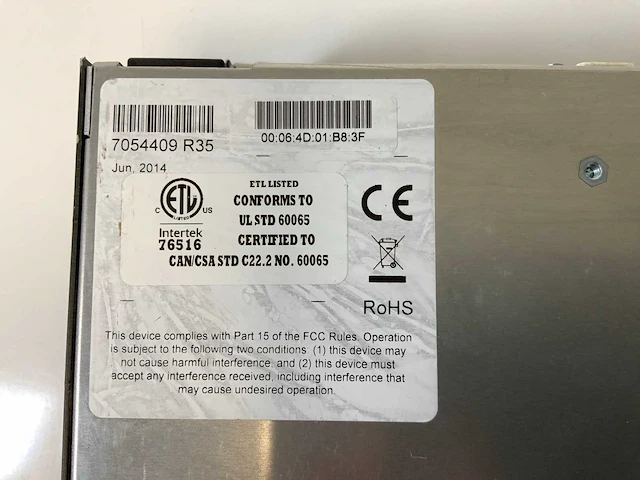 7054409 R35
00:06:4D:01:B8:3F
Jun, 2014
ETL LISTED
CONFORMS TO
UL STD 60065
CERTIFIED TO
CAN/CSA STD C22.2 NO. 60065
C ETL US
LISTED
Intertek
76516
CE
RoHS
This device complies with Part 15 of the FCC Rules. Operation
is subject to the following two conditions: (1) this device may
not cause harmful interference, and (2) this device must
accept any interference received, including interference that
may cause undesired operation.